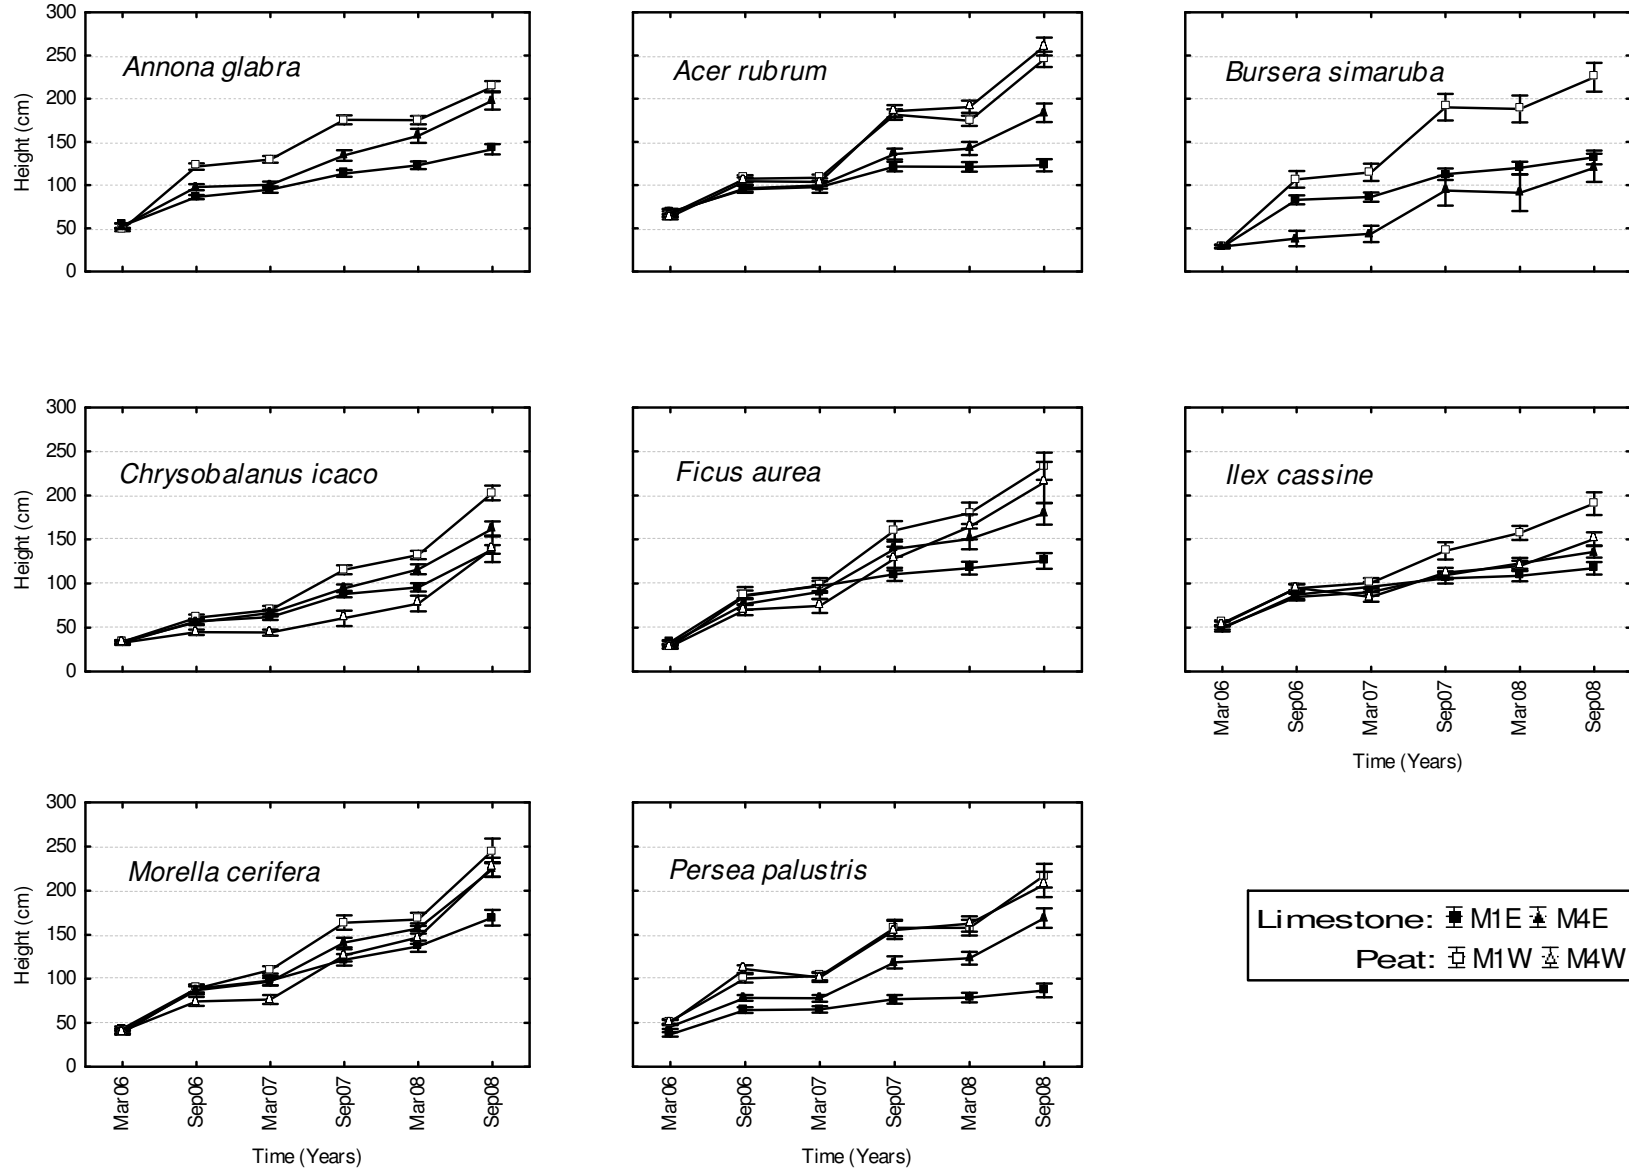 300
250
200
150
100
50
0
Height (cm)
Annona glabra
Acer rubrum
Bursera simaruba
300
250
200
150
100
50
0
Height (cm)
Chrysobalanus icaco
Ficus aurea
Ilex cassine
Mar06 Sep06 Mar07 Sep07 Mar08 Sep08
Time (Years)
300
250
200
150
100
50
0
Height (cm)
Morella cerifera
Persea palustris
Mar06 Sep06 Mar07 Sep07 Mar08 Sep08
Time (Years)
Mar06 Sep06 Mar07 Sep07 Mar08 Sep08
Time (Years)
Limestone: M1E M4E
Peat: M1W M4W